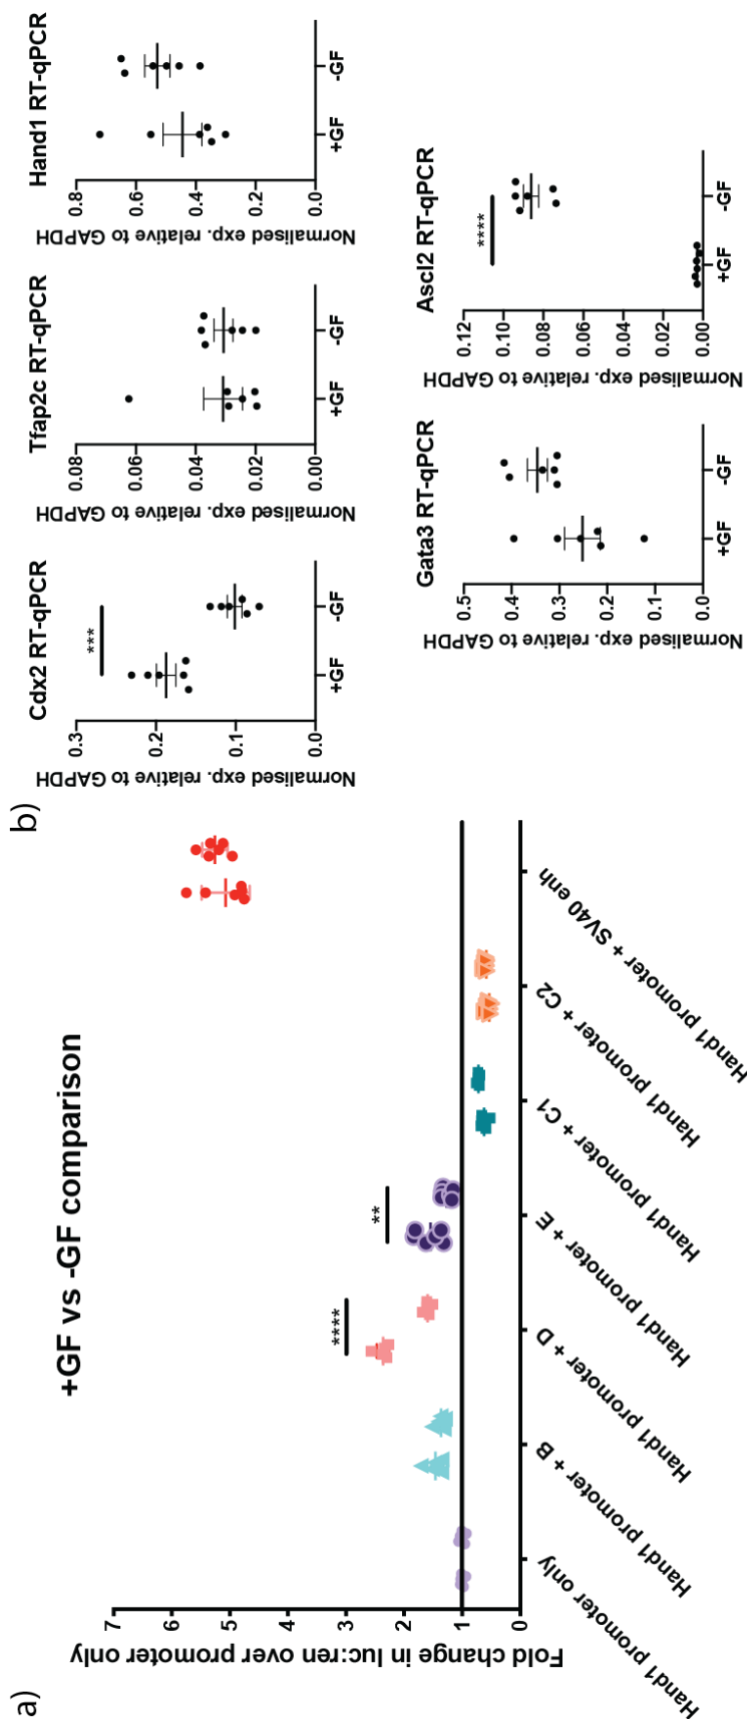 a)
+GF vs -GF comparison
Fold change in luc:ren over promoter only
7
6
5
4
3
2
1
0
****
**
Hand1 promoter only
Hand1 promoter + B
Hand1 promoter + D
Hand1 promoter + E
Hand1 promoter + C1
Hand1 promoter + C2
Hand1 promoter + SV40 enh
b)
Cdx2 RT-qPCR
Normalised exp. relative to GAPDH
0.3
0.2
0.1
0.0
***
+GF
-GF
Tfap2c RT-qPCR
Normalised exp. relative to GAPDH
0.08
0.06
0.04
0.02
0.00
+GF
-GF
Hand1 RT-qPCR
Normalised exp. relative to GAPDH
0.8
0.6
0.4
0.2
0.0
+GF
-GF
Gata3 RT-qPCR
Normalised exp. relative to GAPDH
0.5
0.4
0.3
0.2
0.1
0.0
+GF
-GF
Ascl2 RT-qPCR
Normalised exp. relative to GAPDH
0.12
0.10
0.08
0.06
0.04
0.02
0.00
****
+GF
-GF